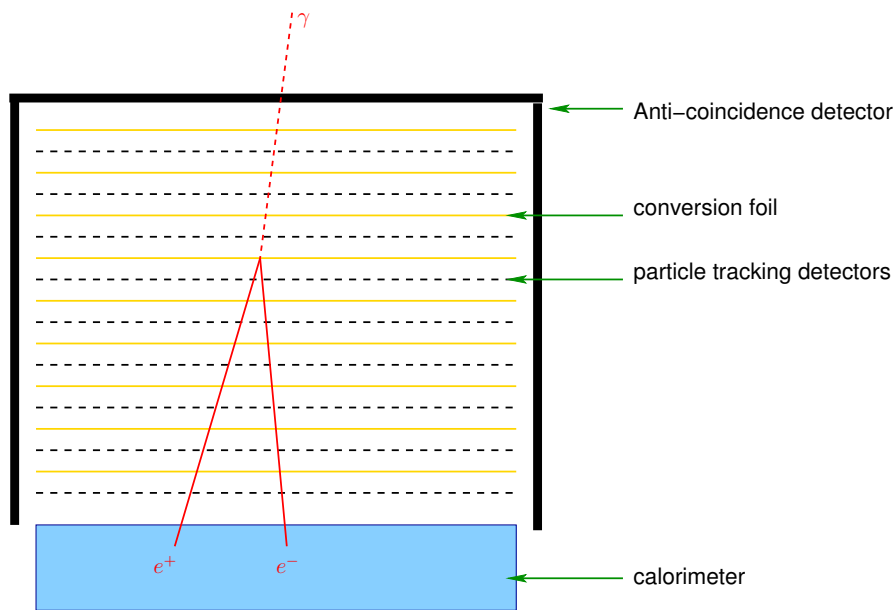 γ
Anti−coincidence detector
conversion foil
particle tracking detectors
e⁺
e⁻
calorimeter